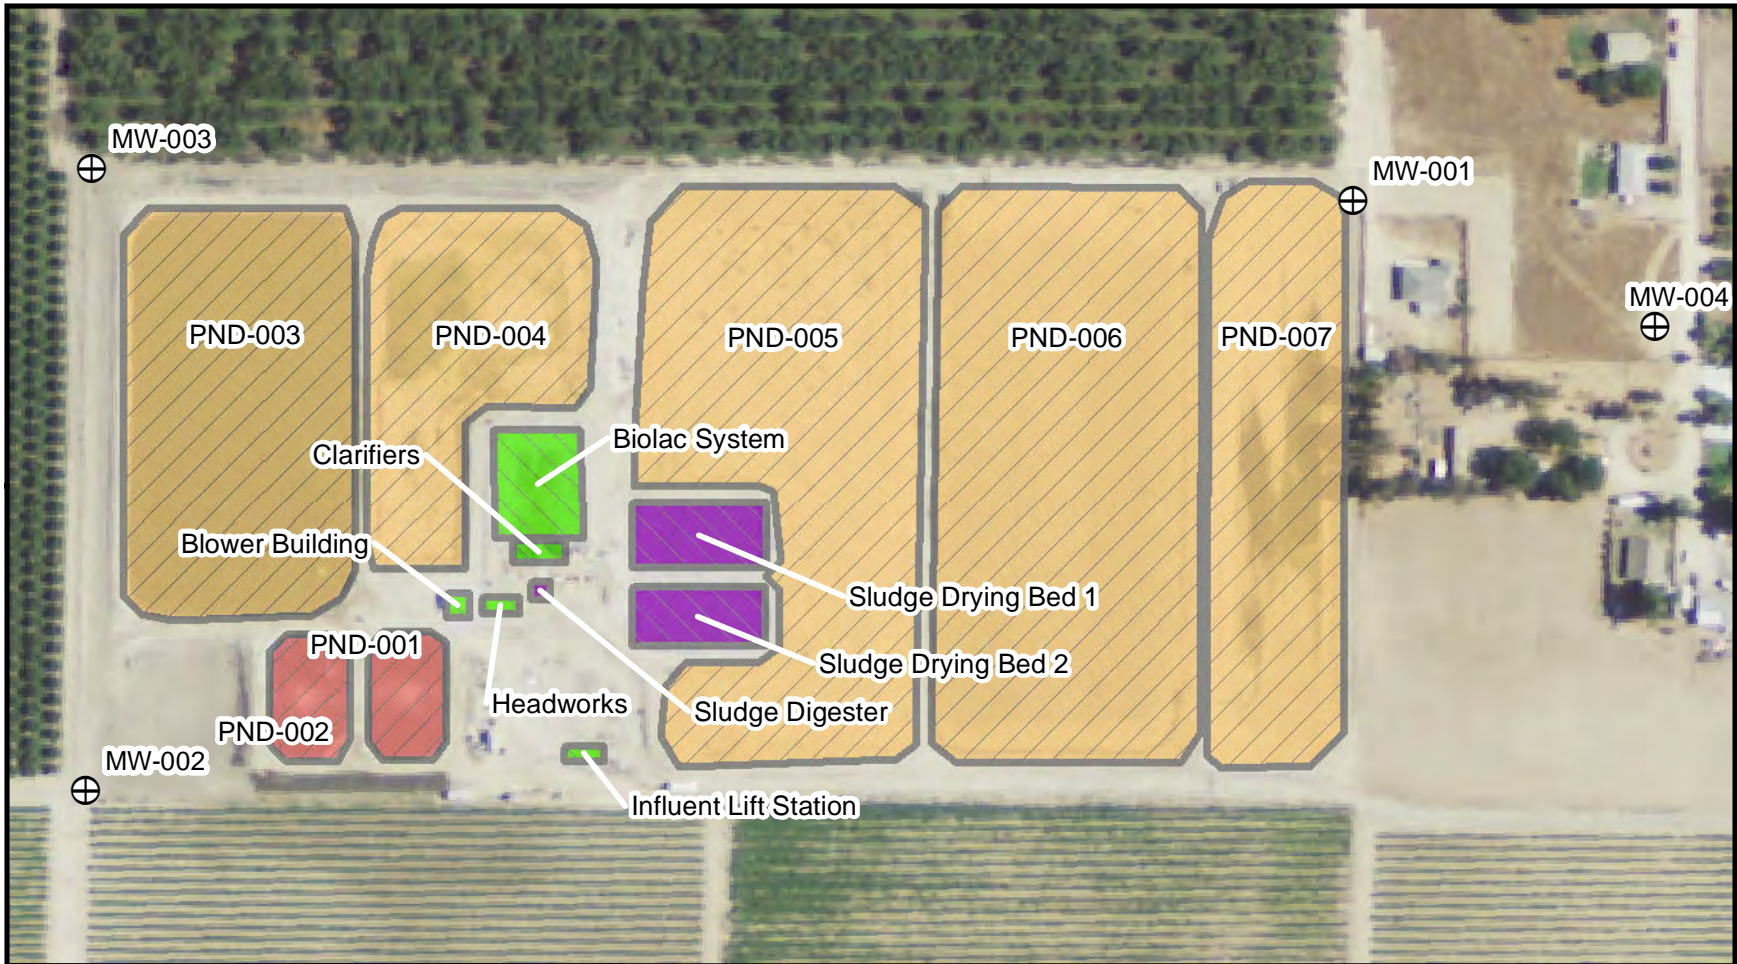 MW-003
MW-001
MW-004
PND-003
PND-004
PND-005
PND-006
PND-007
Biolac System
Clarifiers
Blower Building
Sludge Drying Bed 1
PND-001
Sludge Drying Bed 2
Headworks
Sludge Digester
PND-002
MW-002
Influent Lift Station